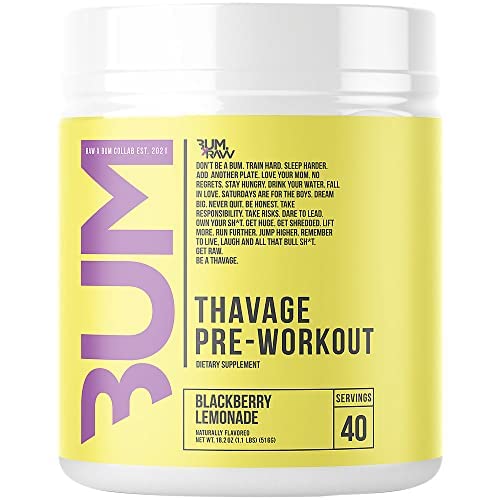 RAW X BUM COLLAB EST. 2021
BUM
BUM
RAW
DON'T BE A BUM. TRAIN HARD. SLEEP HARDER.
ADD ANOTHER PLATE. LOVE YOUR MOM. NO
REGRETS. STAY HUNGRY. DRINK YOUR WATER. FALL
IN LOVE. SATURDAYS ARE FOR THE BOYS. DREAM
BIG. NEVER QUIT. BE HONEST. TAKE
RESPONSIBILITY. TAKE RISKS. DARE TO LEAD.
OWN YOUR SH*T. GET HUGE. GET SHREDDED. LIFT
MORE. RUN FURTHER. JUMP HIGHER. REMEMBER
TO LIVE, LAUGH AND ALL THAT BULL SH*T.
GET RAW.
BE A THAVAGE.
THAVAGE
PRE-WORKOUT
DIETARY SUPPLEMENT
BLACKBERRY
LEMONADE
NATURALLY FLAVORED
NET WT. 18.2OZ (1.1 LBS) (516G)
SERVINGS
40